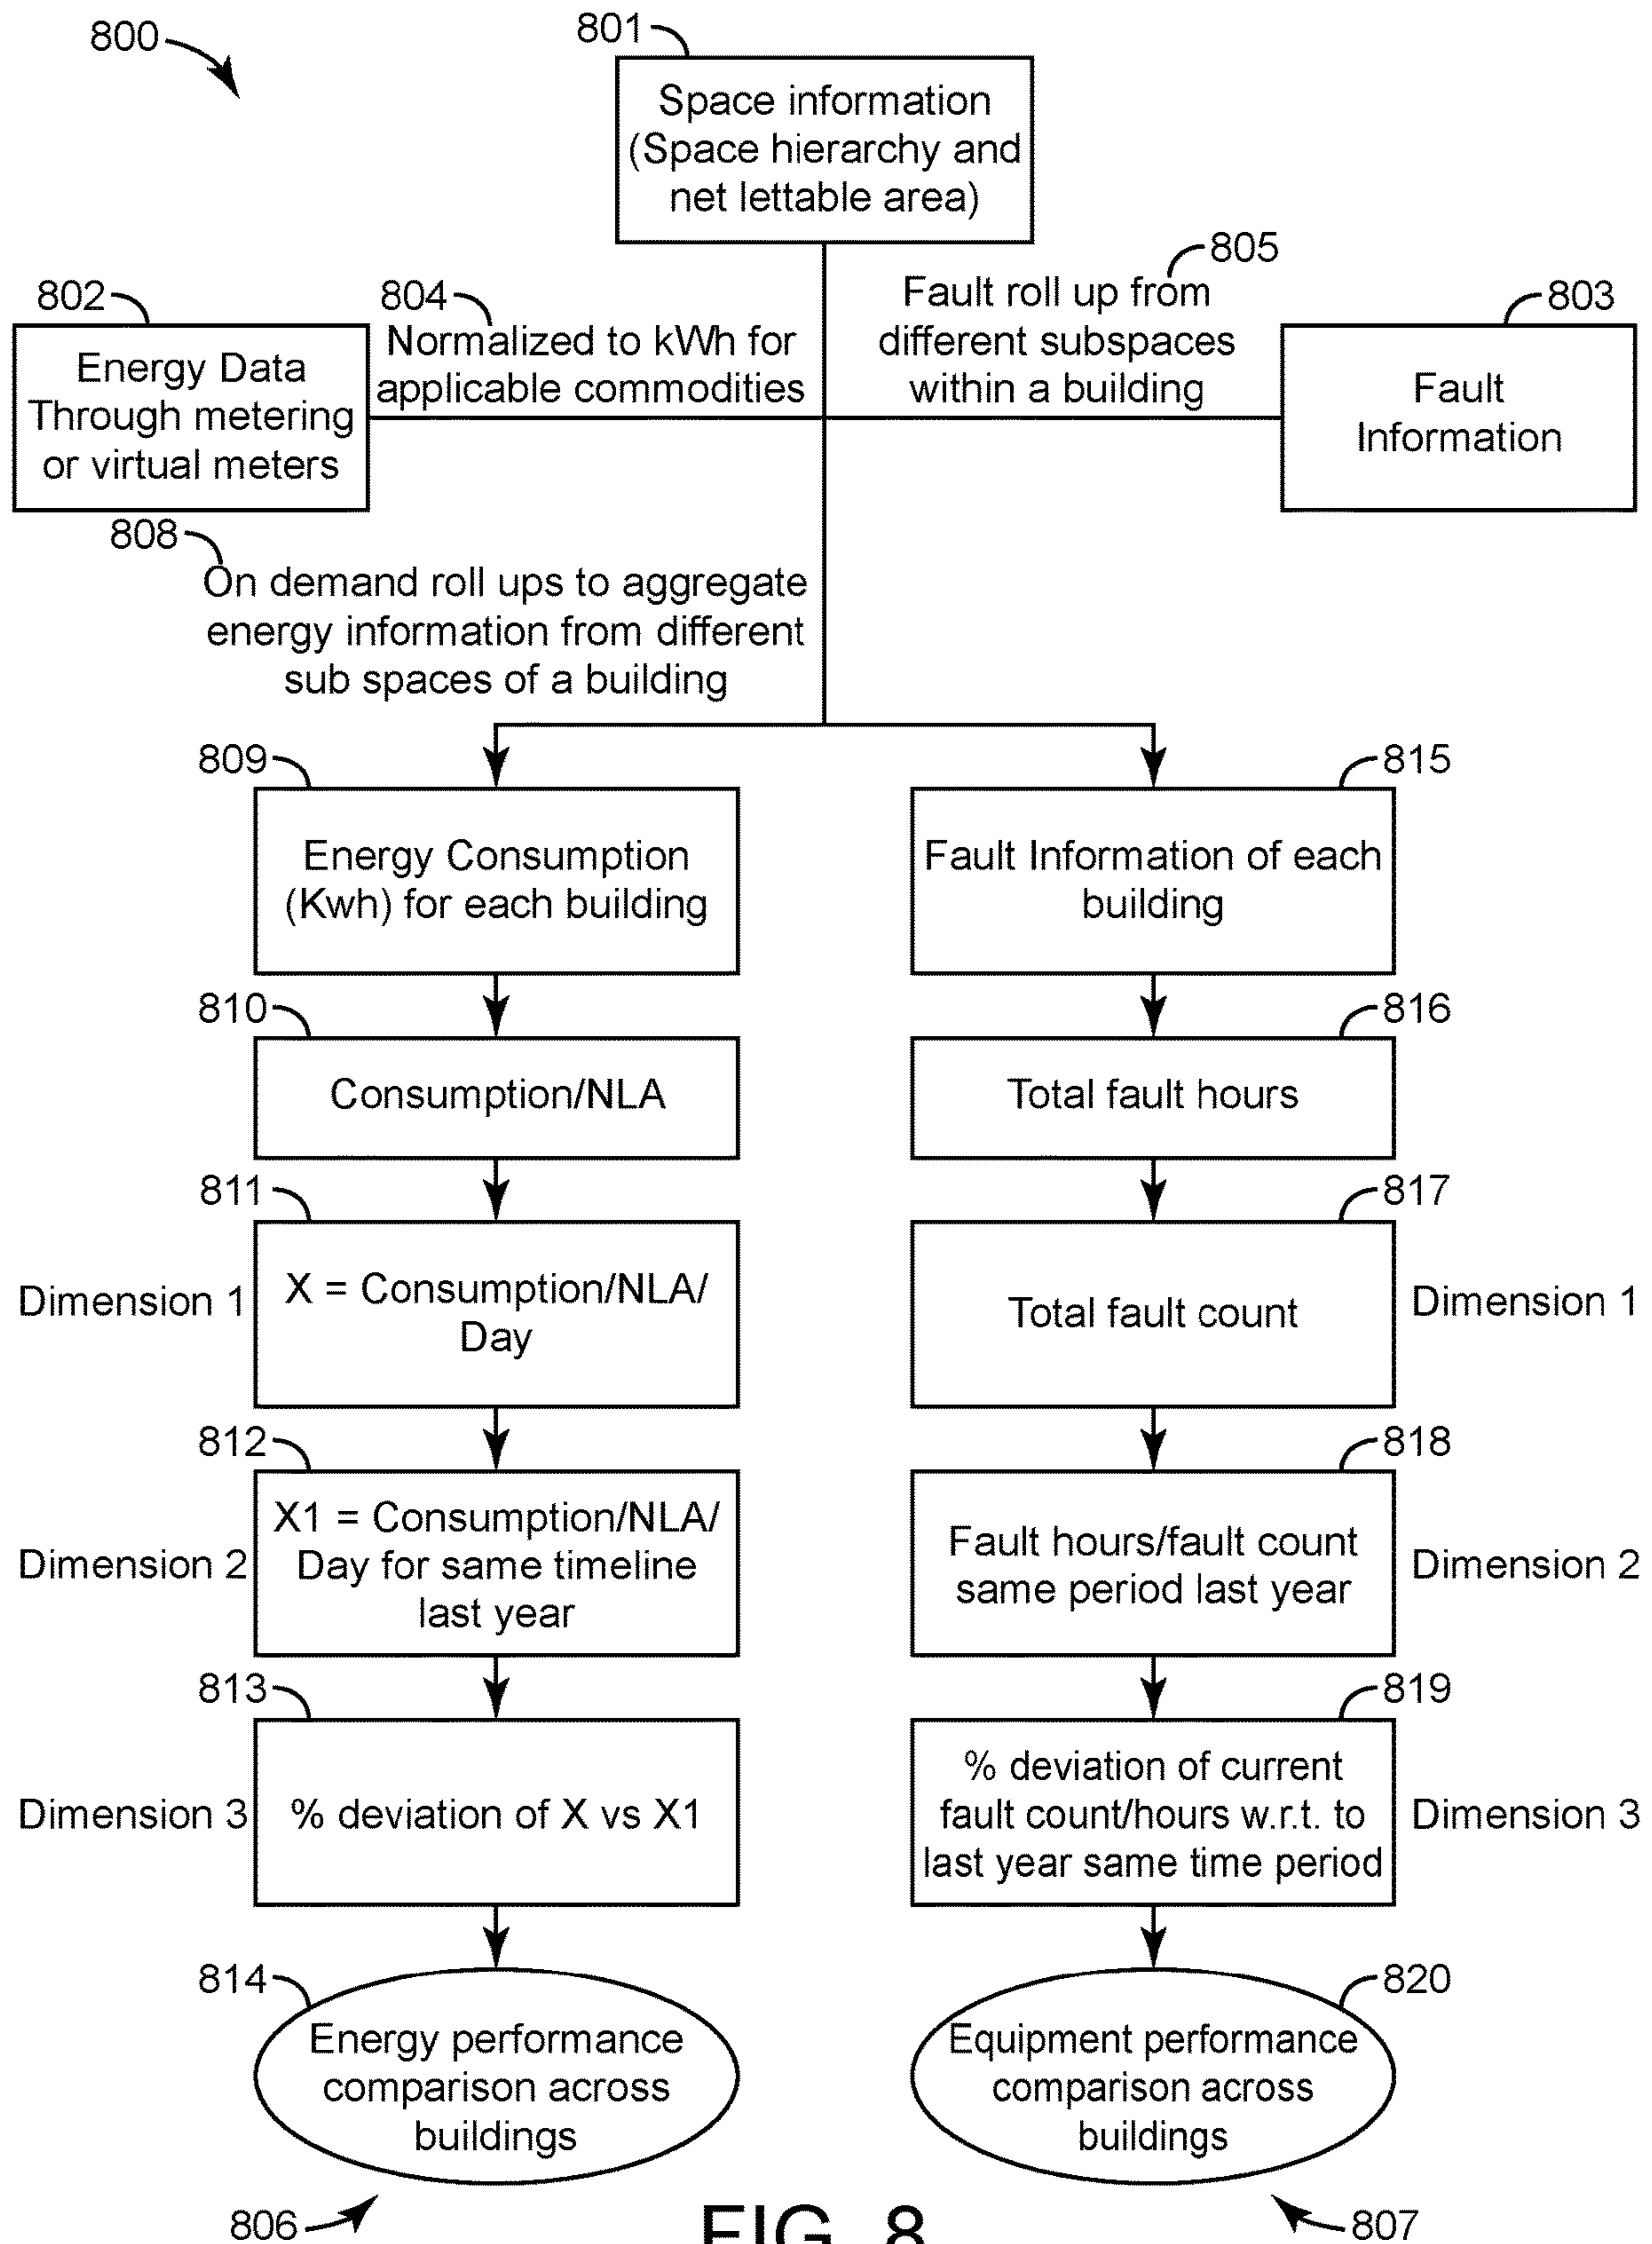 800
801
Space information
(Space hierarchy and
net lettable area)
802
Energy Data
Through metering
or virtual meters
804
Normalized to kWh for
applicable commodities
805
Fault roll up from
different subspaces
within a building
803
Fault
Information
808
On demand roll ups to aggregate
energy information from different
sub spaces of a building
809
Energy Consumption
(Kwh) for each building
810
Consumption/NLA
811
Dimension 1
X = Consumption/NLA/
Day
812
Dimension 2
X1 = Consumption/NLA/
Day for same timeline
last year
813
Dimension 3
% deviation of X vs X1
814
Energy performance
comparison across
buildings
806
815
Fault Information of each
building
816
Total fault hours
817
Total fault count
Dimension 1
818
Fault hours/fault count
same period last year
Dimension 2
819
% deviation of current
fault count/hours w.r.t. to
last year same time period
Dimension 3
820
Equipment performance
comparison across
buildings
807
FIG. 8